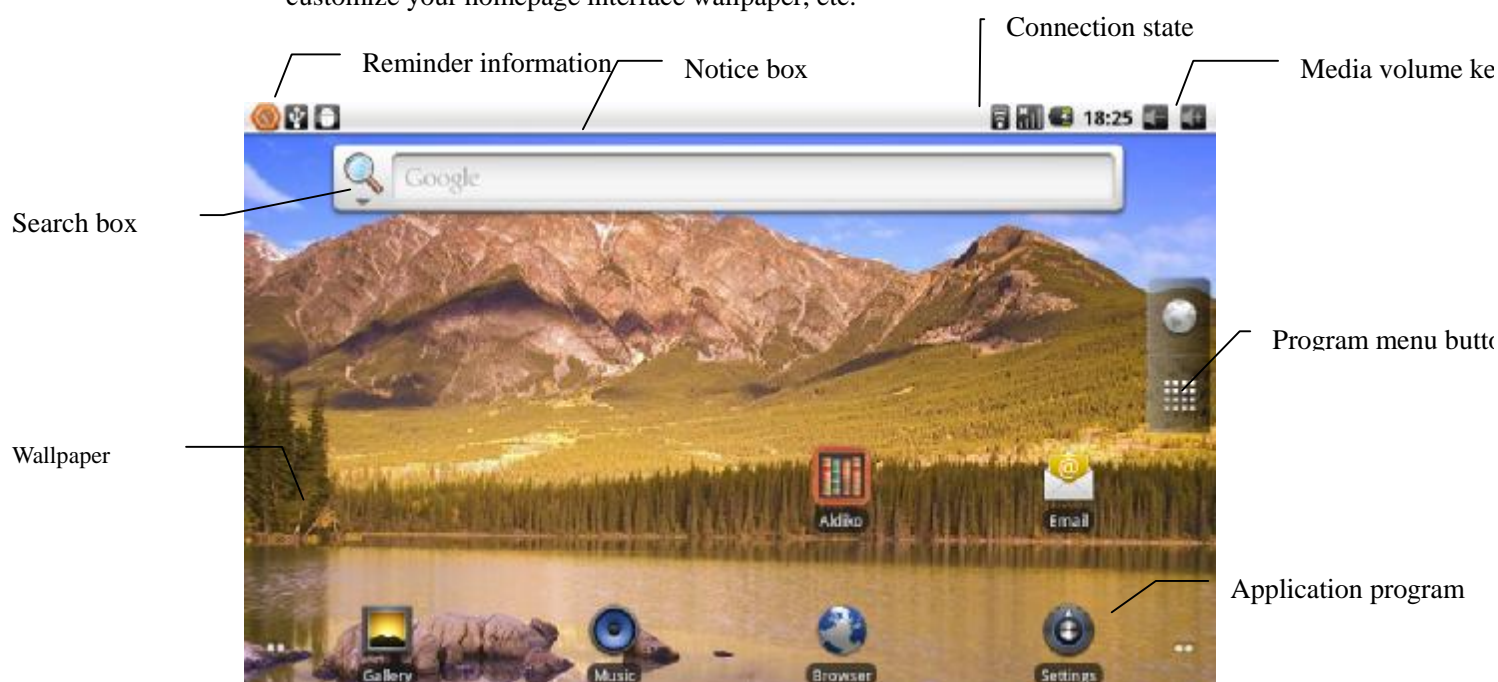 customize your homepage interface wallpaper, etc.
Connection state
Reminder information
Notice box
Media volume ke
18:25
Google
Search box
Program menu butto
Wallpaper
Aldiko
Email
Application program
Gallery
Music
Browser
Settings